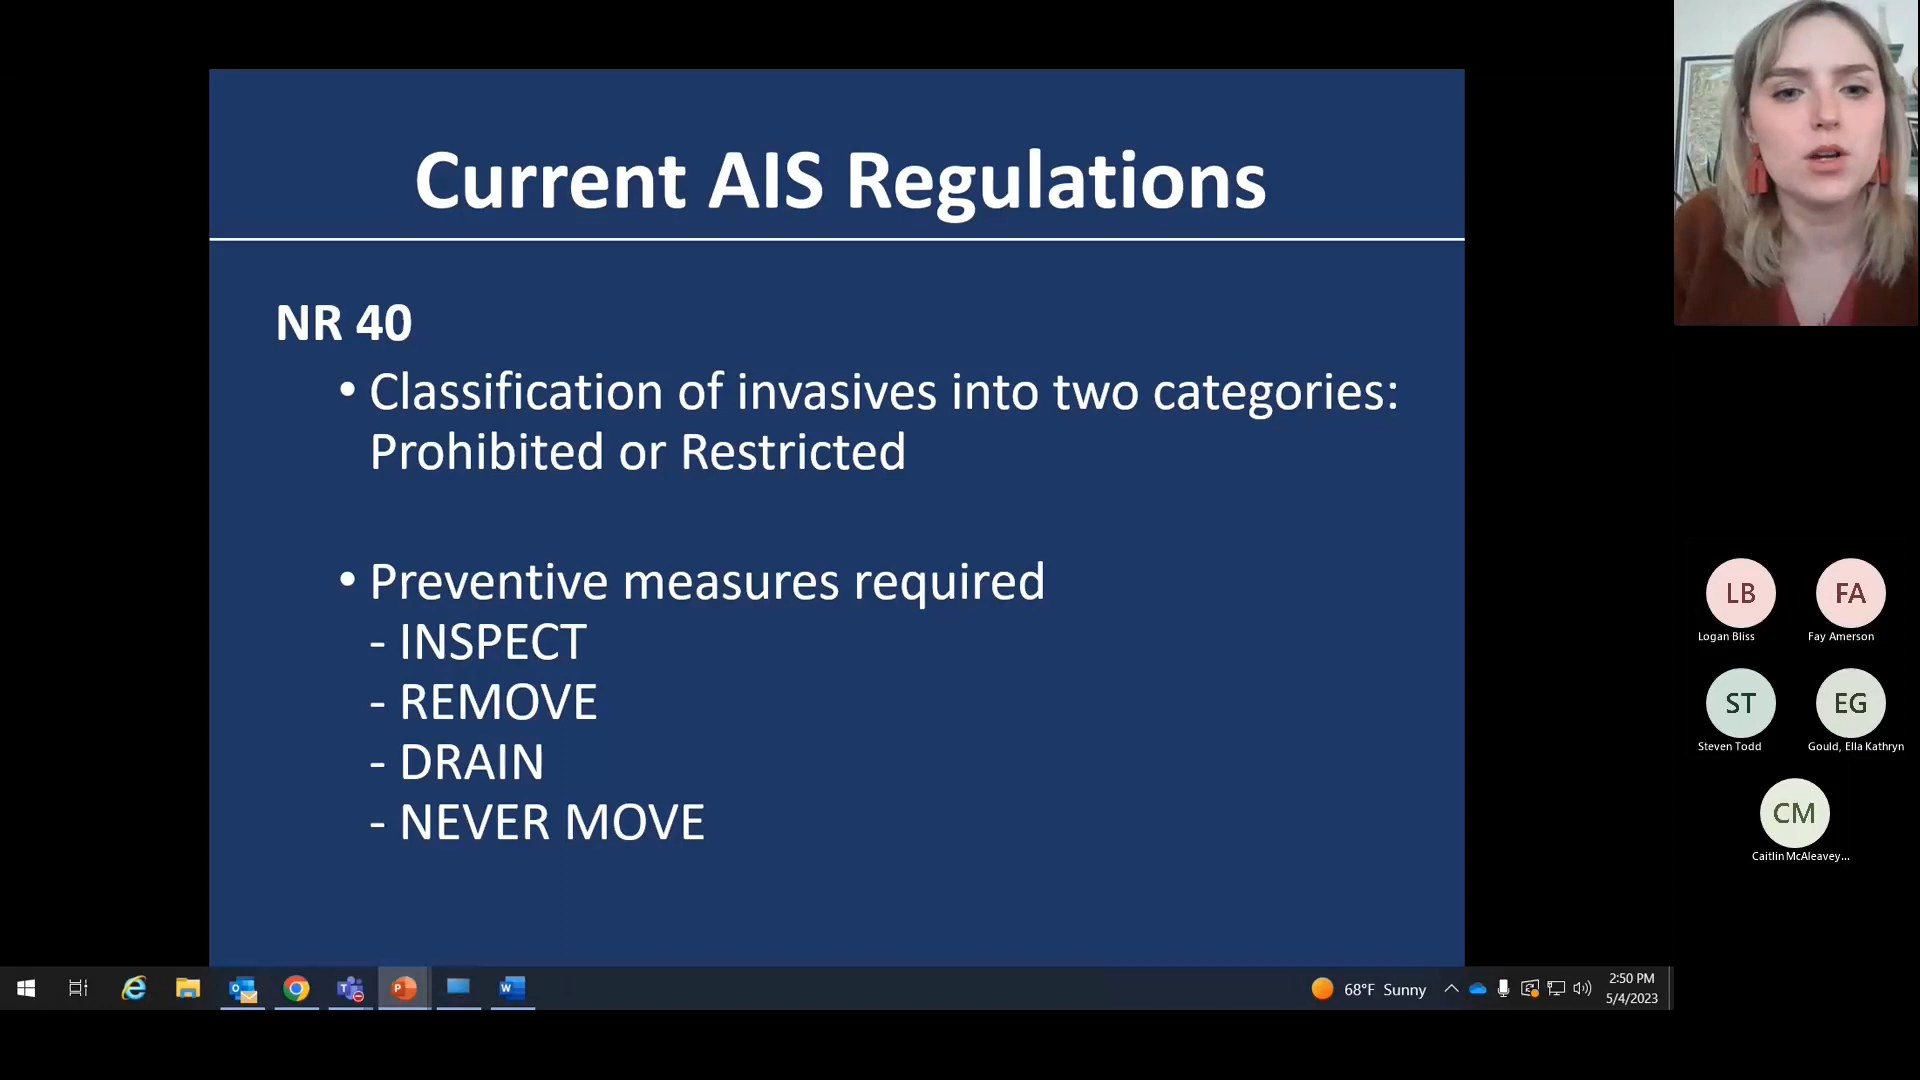 Current AIS Regulations
NR 40
• Classification of invasives into two categories:
Prohibited or Restricted
• Preventive measures required
- INSPECT
- REMOVE
- DRAIN
- NEVER MOVE
LB
FA
Logan Bliss
Fay Amerson
ST
EG
Steven Todd
Gould, Ella Kathryn
CM
Caitlin McAleavey...
68°F Sunny
2:50 PM
5/4/2023